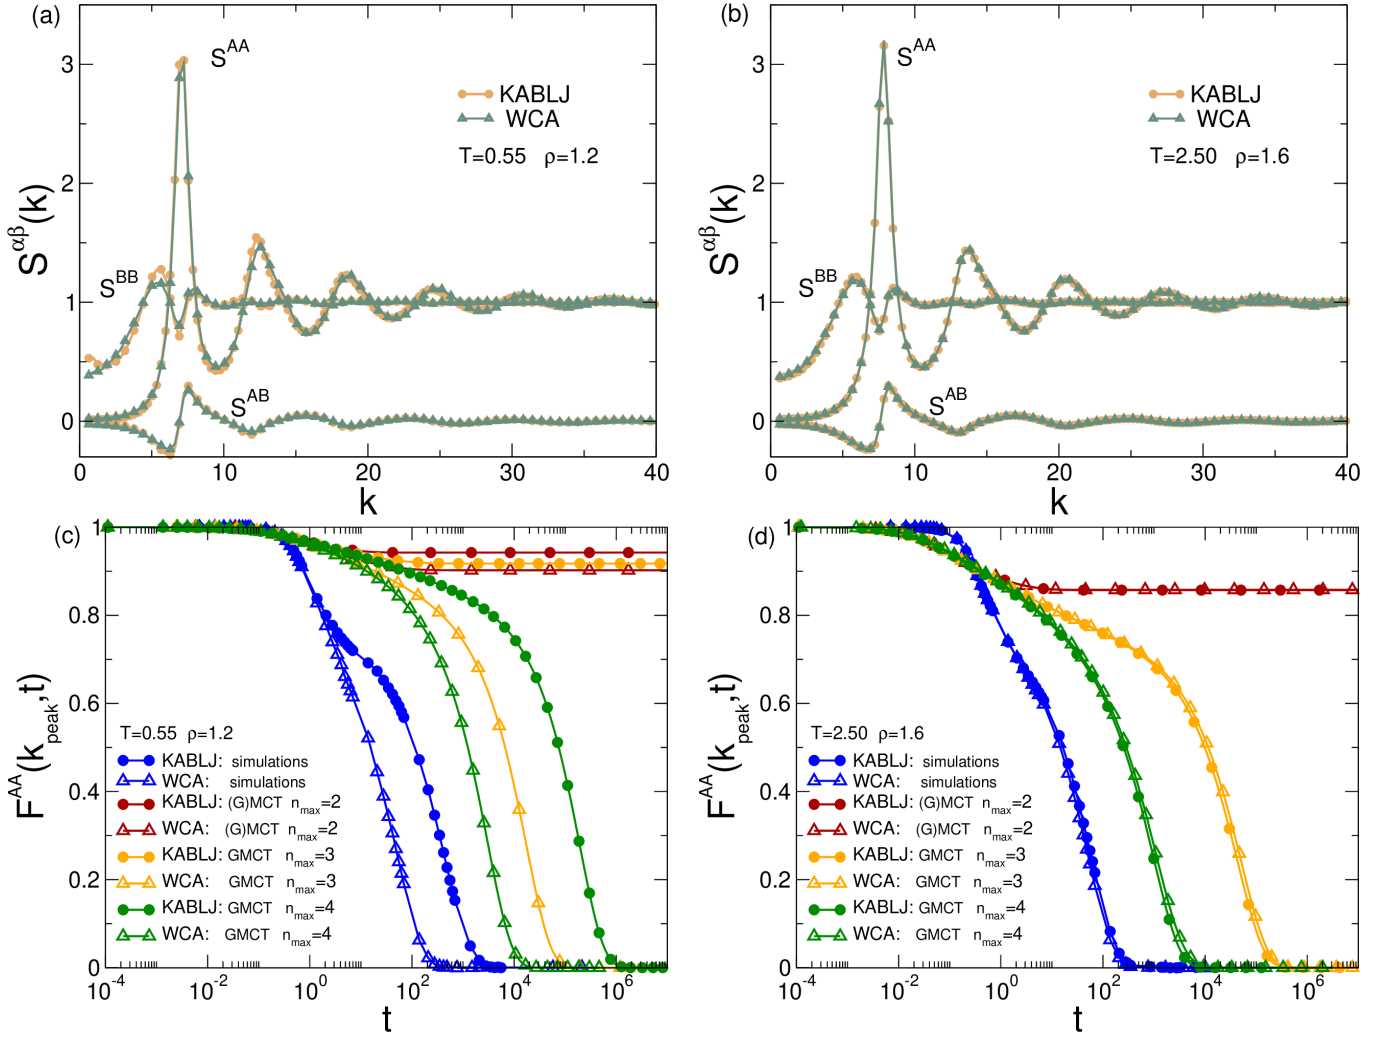 (a)
S^AA
KABLJ
WCA
T=0.55 ρ=1.2
S^BB
S^AB
S^αβ(k)
3
2
1
0
0 10 20 30 40
k
(b)
S^AA
KABLJ
WCA
T=2.50 ρ=1.6
S^BB
S^AB
S^αβ(k)
3
2
1
0
0 10 20 30 40
k
(c)
F^AA(k_peak,t)
1
0.8
0.6
0.4
0.2
0
T=0.55 ρ=1.2
KABLJ: simulations
WCA: simulations
KABLJ: (G)MCT n_max=2
WCA: (G)MCT n_max=2
KABLJ: GMCT n_max=3
WCA: GMCT n_max=3
KABLJ: GMCT n_max=4
WCA: GMCT n_max=4
10^-4 10^-2 10^0 10^2 10^4 10^6
t
(d)
F^AA(k_peak,t)
1
0.8
0.6
0.4
0.2
0
T=2.50 ρ=1.6
KABLJ: simulations
WCA: simulations
KABLJ: (G)MCT n_max=2
WCA: (G)MCT n_max=2
KABLJ: GMCT n_max=3
WCA: GMCT n_max=3
KABLJ: GMCT n_max=4
WCA: GMCT n_max=4
10^-4 10^-2 10^0 10^2 10^4 10^6
t